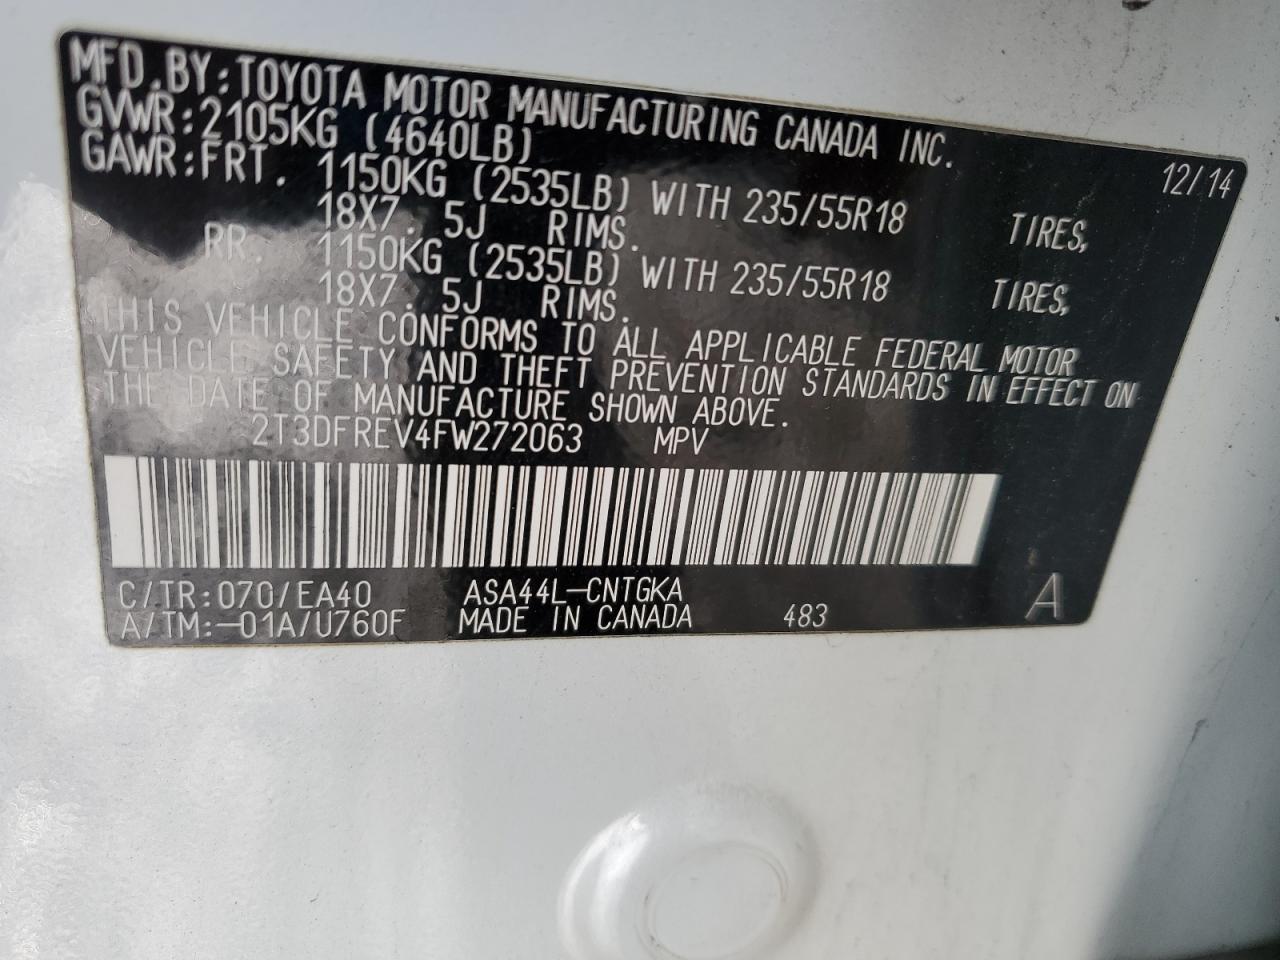 MFD.BY:TOYOTA MOTOR MANUFACTURING CANADA INC. 12/14
GVWR:2105KG (4640LB)
GAWR:FRT. 1150KG (2535LB) WITH 235/55R18 TIRES,
18X7.5J RIMS.
RR. 1150KG (2535LB) WITH 235/55R18 TIRES,
18X7.5J RIMS.
THIS VEHICLE CONFORMS TO ALL APPLICABLE FEDERAL MOTOR
VEHICLE SAFETY AND THEFT PREVENTION STANDARDS IN EFFECT ON
THE DATE OF MANUFACTURE SHOWN ABOVE.
2T3DFREV4FW272063 MPV
C/TR:070/EA40 ASA44L-CNTGKA
A/TM:-01A/U760F MADE IN CANADA 483 A